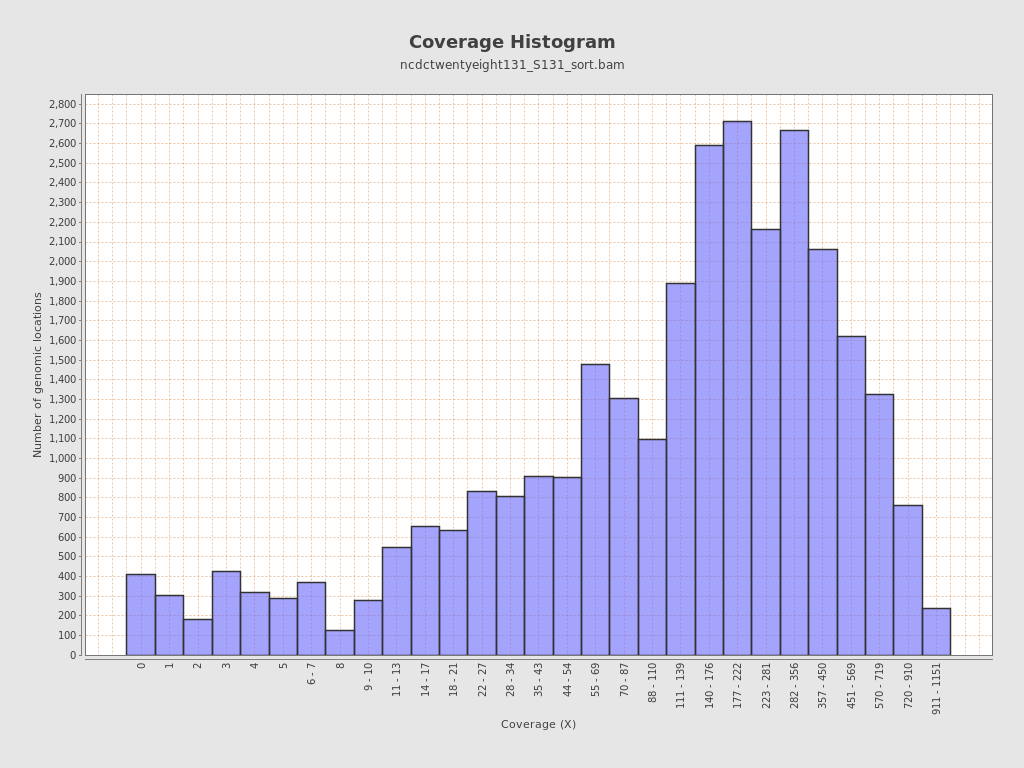 Coverage Histogram
ncdctwentyeight131_S131_sort.bam
Number of genomic locations
2,800
2,700
2,600
2,500
2,400
2,300
2,200
2,100
2,000
1,900
1,800
1,700
1,600
1,500
1,400
1,300
1,200
1,100
1,000
900
800
700
600
500
400
300
200
100
0
0
1
2
3
4
5
6 - 7
8
9 - 10
11 - 13
14 - 17
18 - 21
22 - 27
28 - 34
35 - 43
44 - 54
55 - 69
70 - 87
88 - 110
111 - 139
140 - 176
177 - 222
223 - 281
282 - 356
357 - 450
451 - 569
570 - 719
720 - 910
911 - 1151
Coverage (X)